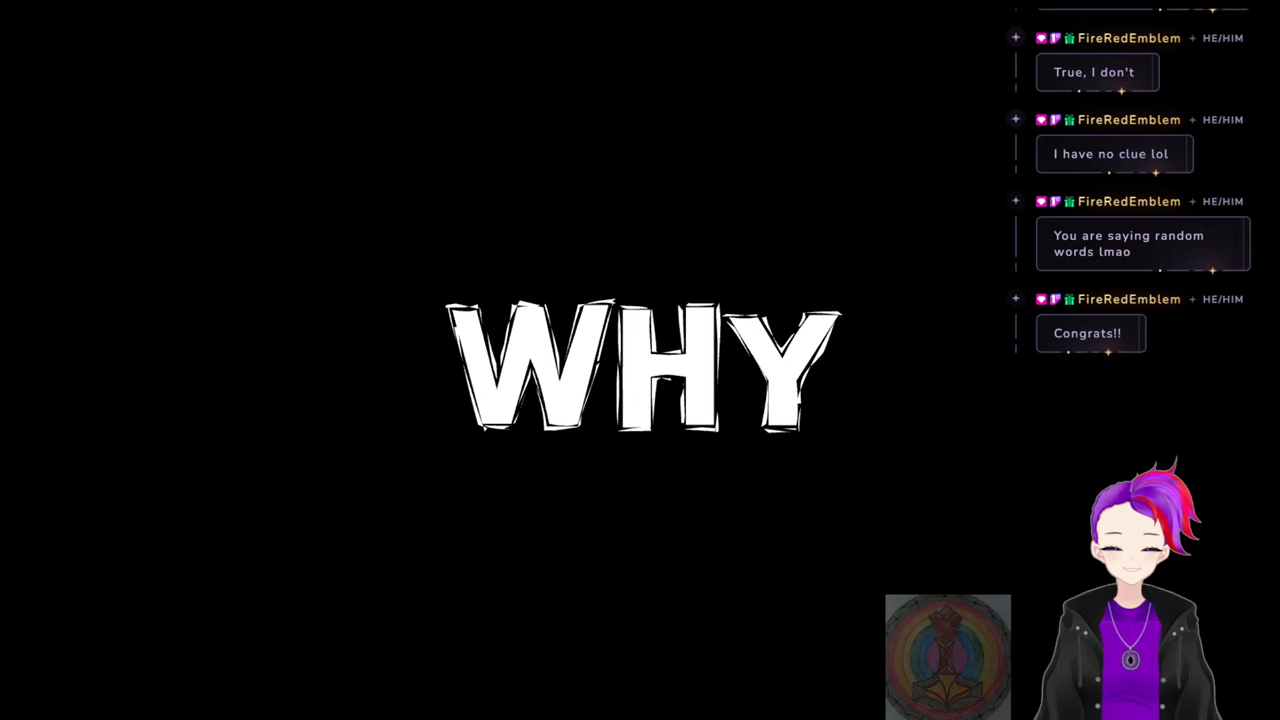 FireRedEmblem HE/HIM
True, I don't
FireRedEmblem HE/HIM
I have no clue lol
FireRedEmblem HE/HIM
You are saying random
words lmao
FireRedEmblem HE/HIM
Congrats!!
WHY